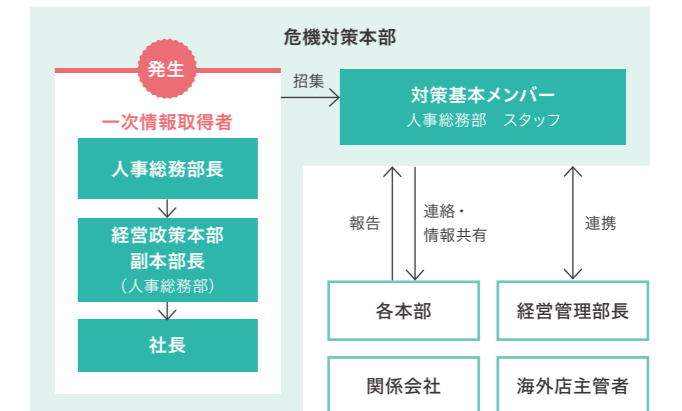 危機対策本部
発生
一次情報取得者
人事総務部長
経営政策本部
副本部長
（人事総務部）
社長
招集
対策基本メンバー
人事総務部　スタッフ
報告
連絡・
情報共有
連携
各本部
経営管理部長
関係会社
海外店主管者